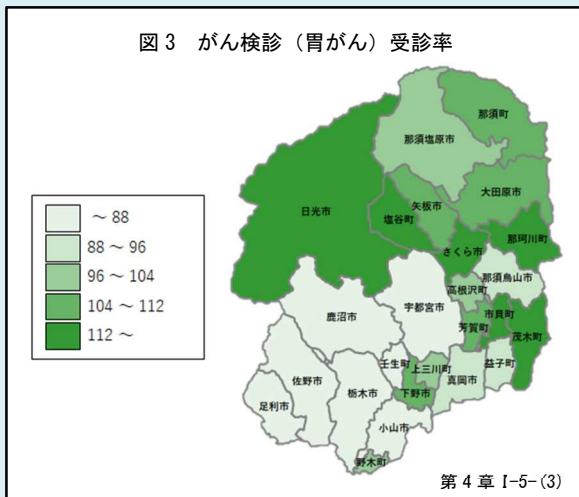 図3 がん検診（胃がん）受診率
～88
88～96
96～104
104～112
112～
那須町
那須塩原市
大田原市
日光市
矢板市
塩谷町
那珂川町
さくら市
那須烏山市
高根沢町
宇都宮市
鹿沼市
市貝町
茂木町
芳賀町
壬生町
上三川町
益子町
真岡市
佐野市
栃木市
下野市
足利市
小山市
野木町
第4章Ⅰ-5-(3)